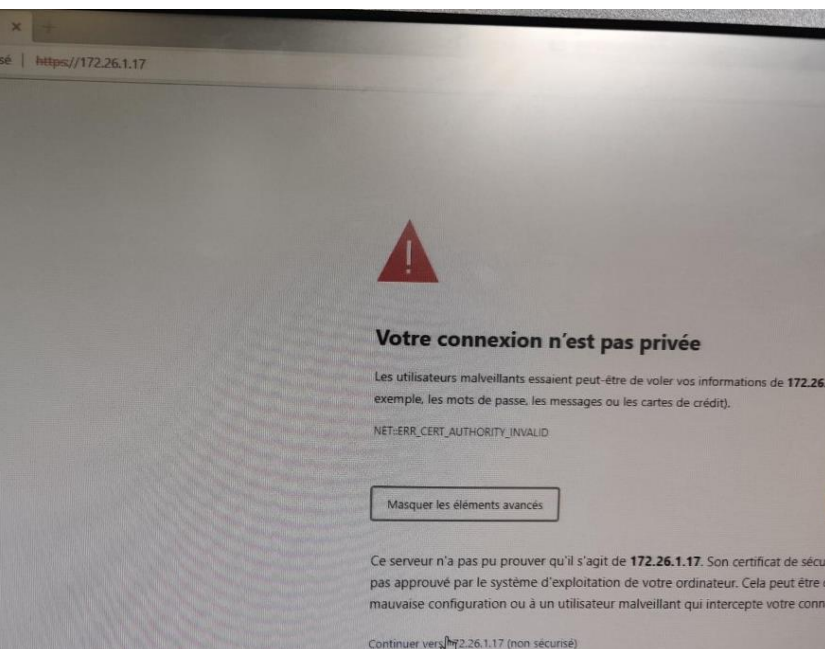 sé | https://172.26.1.17
Votre connexion n'est pas privée
Les utilisateurs malveillants essaient peut-être de voler vos informations de 172.26.
exemple, les mots de passe, les messages ou les cartes de crédit).
NET::ERR_CERT_AUTHORITY_INVALID
Masquer les éléments avancés
Ce serveur n'a pas pu prouver qu'il s'agit de 172.26.1.17. Son certificat de sécu
pas approuvé par le système d'exploitation de votre ordinateur. Cela peut être
mauvaise configuration ou à un utilisateur malveillant qui intercepte votre conn
Continuer vers 172.26.1.17 (non sécurisé)